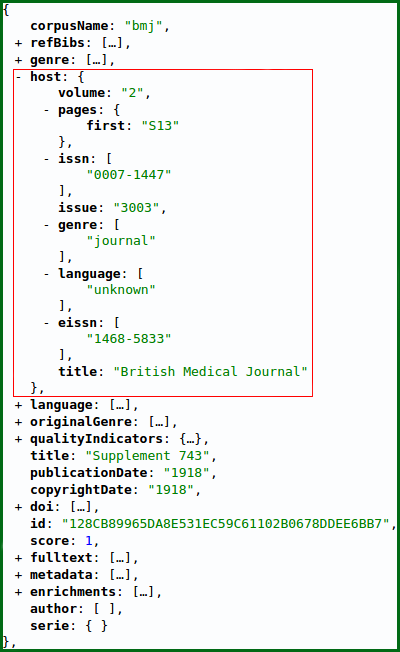 {
corpusName: "bmj",
+ refBibs: […],
+ genre: […],
- host: {
volume: "2",
- pages: {
first: "S13"
},
- issn: [
"0007-1447"
],
issue: "3003",
- genre: [
"journal"
],
- language: [
"unknown"
],
- eissn: [
"1468-5833"
],
title: "British Medical Journal"
},
+ language: […],
+ originalGenre: […],
+ qualityIndicators: {…},
title: "Supplement 743",
publicationDate: "1918",
copyrightDate: "1918",
+ doi: […],
id: "128CB89965DA8E531EC59C61102B0678DDEE6BB7",
score: 1,
+ fulltext: […],
+ metadata: […],
+ enrichments: […],
author: [ ],
serie: { }
},